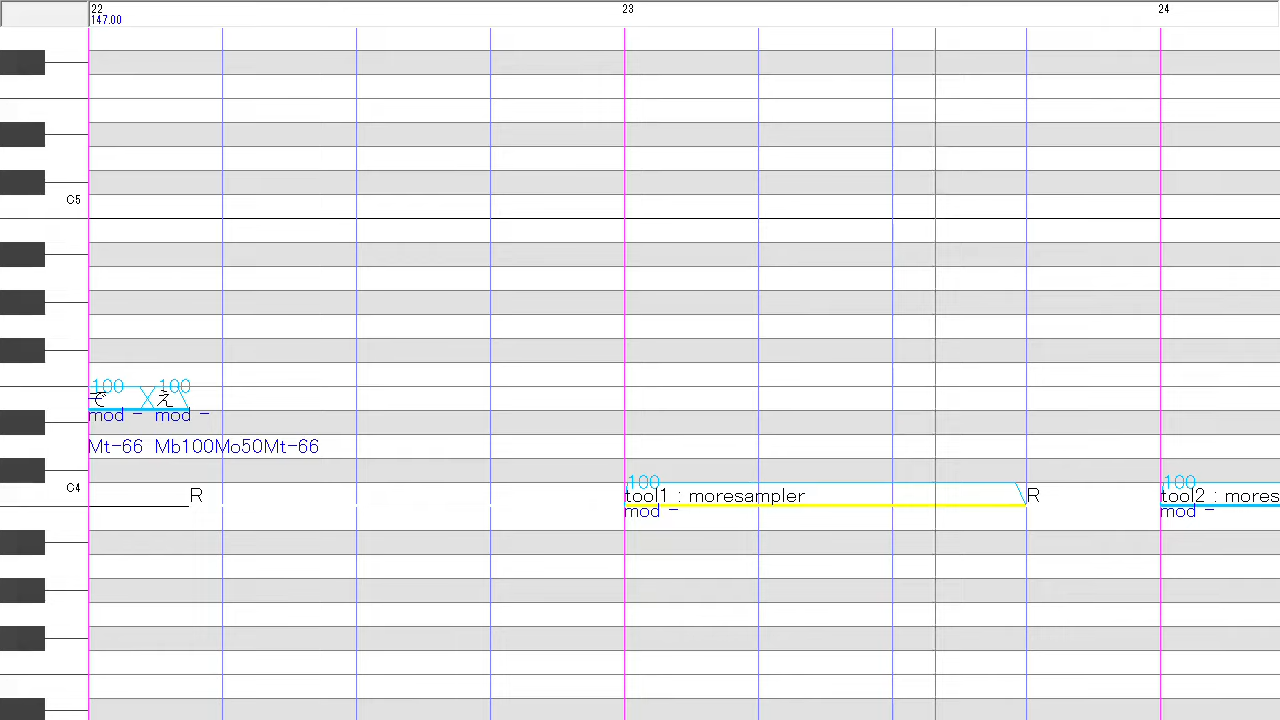 22 23 24
147.00
C5
100 100
で え
mod - mod -
Mt-66 Mb100Mo50Mt-66
C4
100 100
R tool1 : moresampler R tool2 : mores
mod - mod -